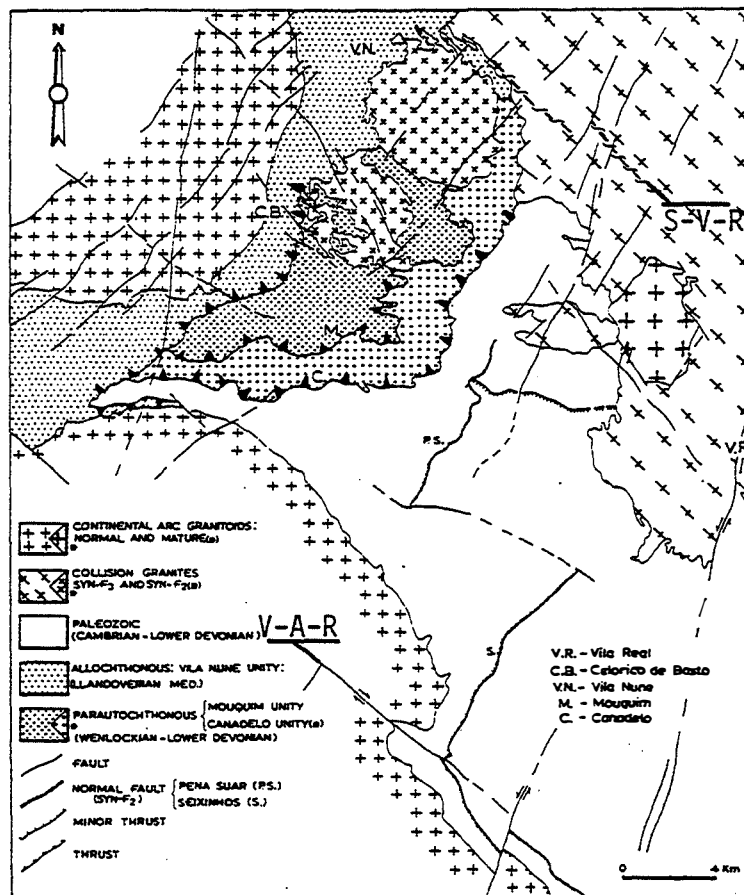 N
V.N.
S-V-R
C.B.
M.
C.
P.S.
V.R.
CONTINENTAL ARC GRANITOIDS:
NORMAL AND MATURE(⊛)
COLLISION GRANITES
SYN-F3 AND SYN-F2(⊛)
PALEOZOIC
(CAMBRIAN-LOWER DEVONIAN)
V-A-R
ALLOCHTHONOUS: VILA NUNE UNITY:
(LLANDOVERIAN MED.)
PARAUTOCHTHONOUS { MOUQUIM UNITY
CANADELO UNITY(⊛)
(WENLOCKIAN-LOWER DEVONIAN)
S.
V.R. - Vila Real
C.B. - Celorico de Basto
V.N. - Vila Nune
M. - Mouquim
C. - Canadelo
FAULT
NORMAL FAULT { PENA SUAR (P.S.)
(SYN-F2) SEIXINHOS (S.)
MINOR THRUST
THRUST
0 4 Km